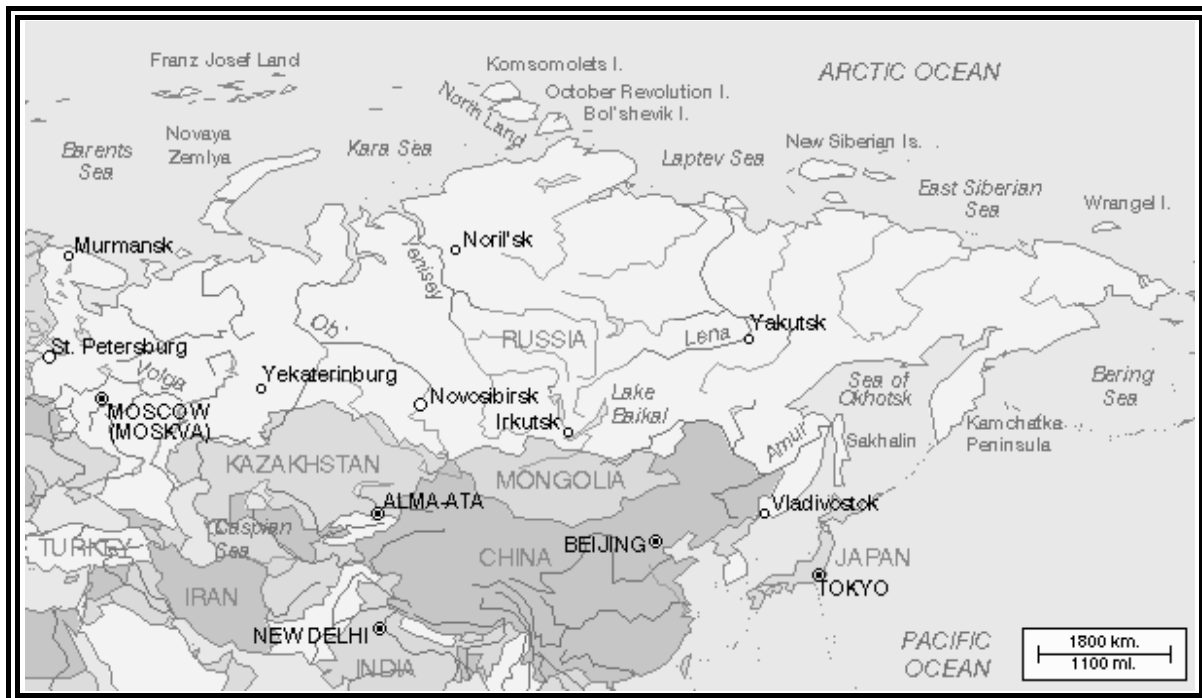 Franz Josef Land
Komsomolets I.
ARCTIC OCEAN
October Revolution I.
North Land
Bol'shevik I.
Novaya
Zemlya
Barents
Sea
Kara Sea
Laptev Sea
New Siberian Is.
East Siberian
Sea
Wrangel I.
Murmansk
Noril'sk
Yenisey
Ob'
RUSSIA
Lena
Yakutsk
St. Petersburg
Volga
Yekaterinburg
Novosibirsk
Irkutsk
Lake
Baikal
Sea of
Okhotsk
Bering
Sea
MOSCOW
(MOSKVA)
Amur
Sakhalin
Kamchatka
Peninsula
KAZAKHSTAN
MONGOLIA
ALMA-ATA
Vladivostok
Caspian
Sea
TURKEY
CHINA
BEIJING
JAPAN
IRAN
TOKYO
NEW DELHI
INDIA
PACIFIC
OCEAN
1800 km.
1100 mi.